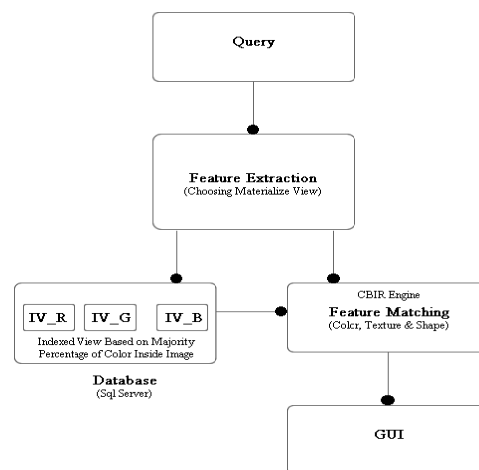 Query
Feature Extraction
(Choosing Materialize View)
IV_R IV_G IV_B
Indexed View Based on Majority
Percentage of Color Inside Image
Database
(Sql Server)
CBIR Engine
Feature Matching
(Color, Texture & Shape)
GUI